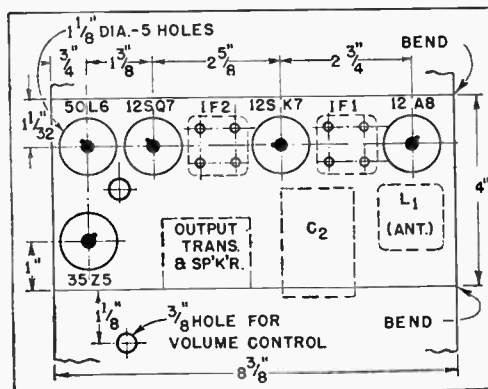 1 1/8" DIA.-5 HOLES
3/4" 1 3/8" 2 5/8" 2 3/4" BEND
50L6 12SQ7 IF2 12SK7 IF1 12A8
1 1/32"
4"
L1
(ANT.)
C2
OUTPUT
TRANS.
& SP'K'R.
1"
35Z5
1 1/8"
3/8" HOLE FOR
VOLUME CONTROL
BEND
8 3/8"